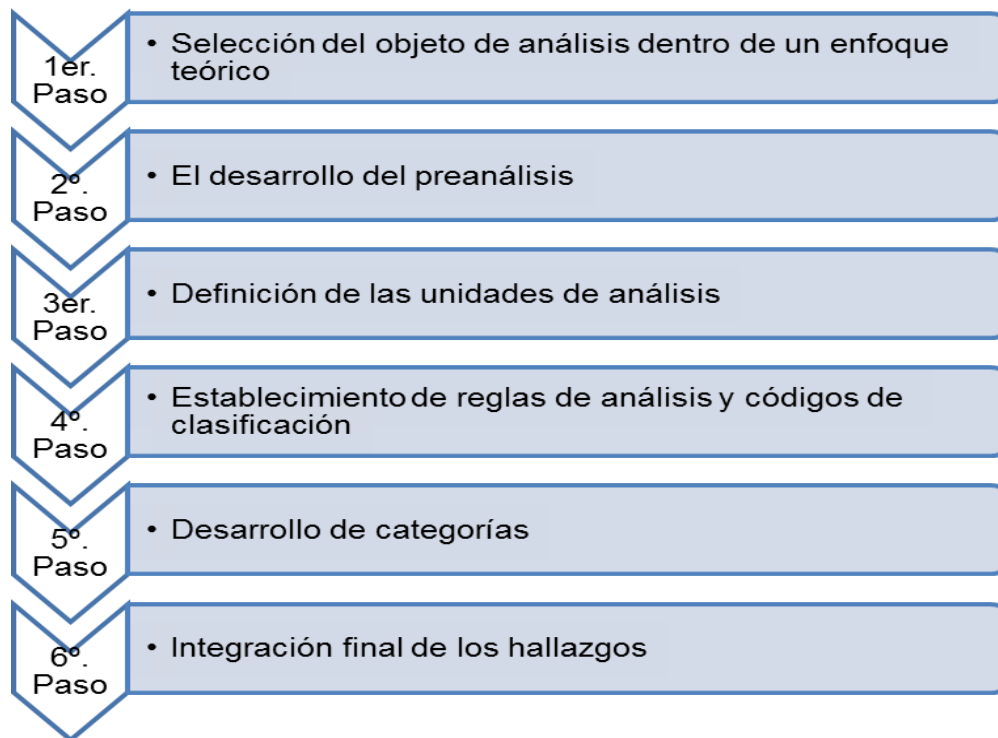 1er.
Paso
• Selección del objeto de análisis dentro de un enfoque
teórico
2º.
Paso
• El desarrollo del preanálisis
3er.
Paso
• Definición de las unidades de análisis
4º.
Paso
• Establecimiento de reglas de análisis y códigos de
clasificación
5º.
Paso
• Desarrollo de categorías
6º.
Paso
• Integración final de los hallazgos